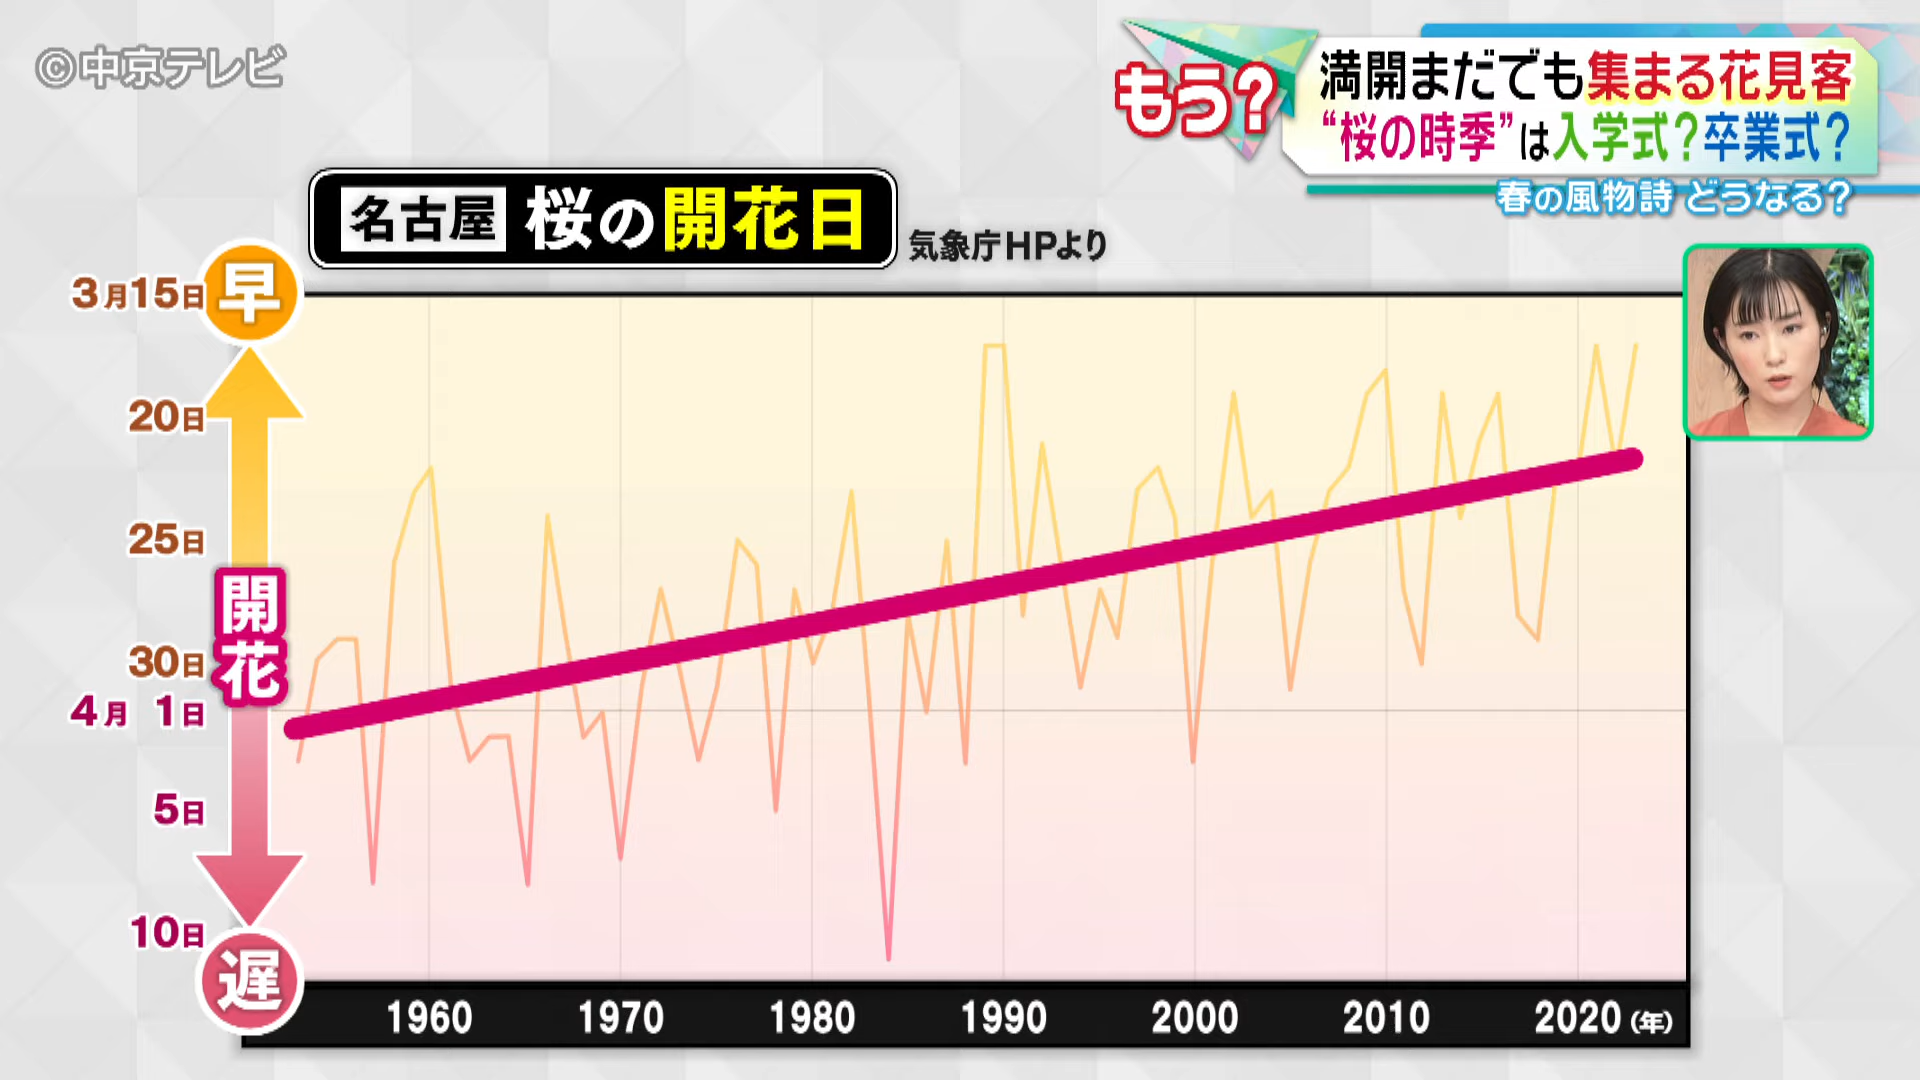 ©中京テレビ
もう?
満開まだでも集まる花見客
“桜の時季”は入学式?卒業式?
春の風物詩 どうなる?
名古屋 桜の開花日
気象庁HPより
3月15日
早
20日
25日
開花
30日
4月 1日
5日
10日
遅
1960 1970 1980 1990 2000 2010 2020 (年)